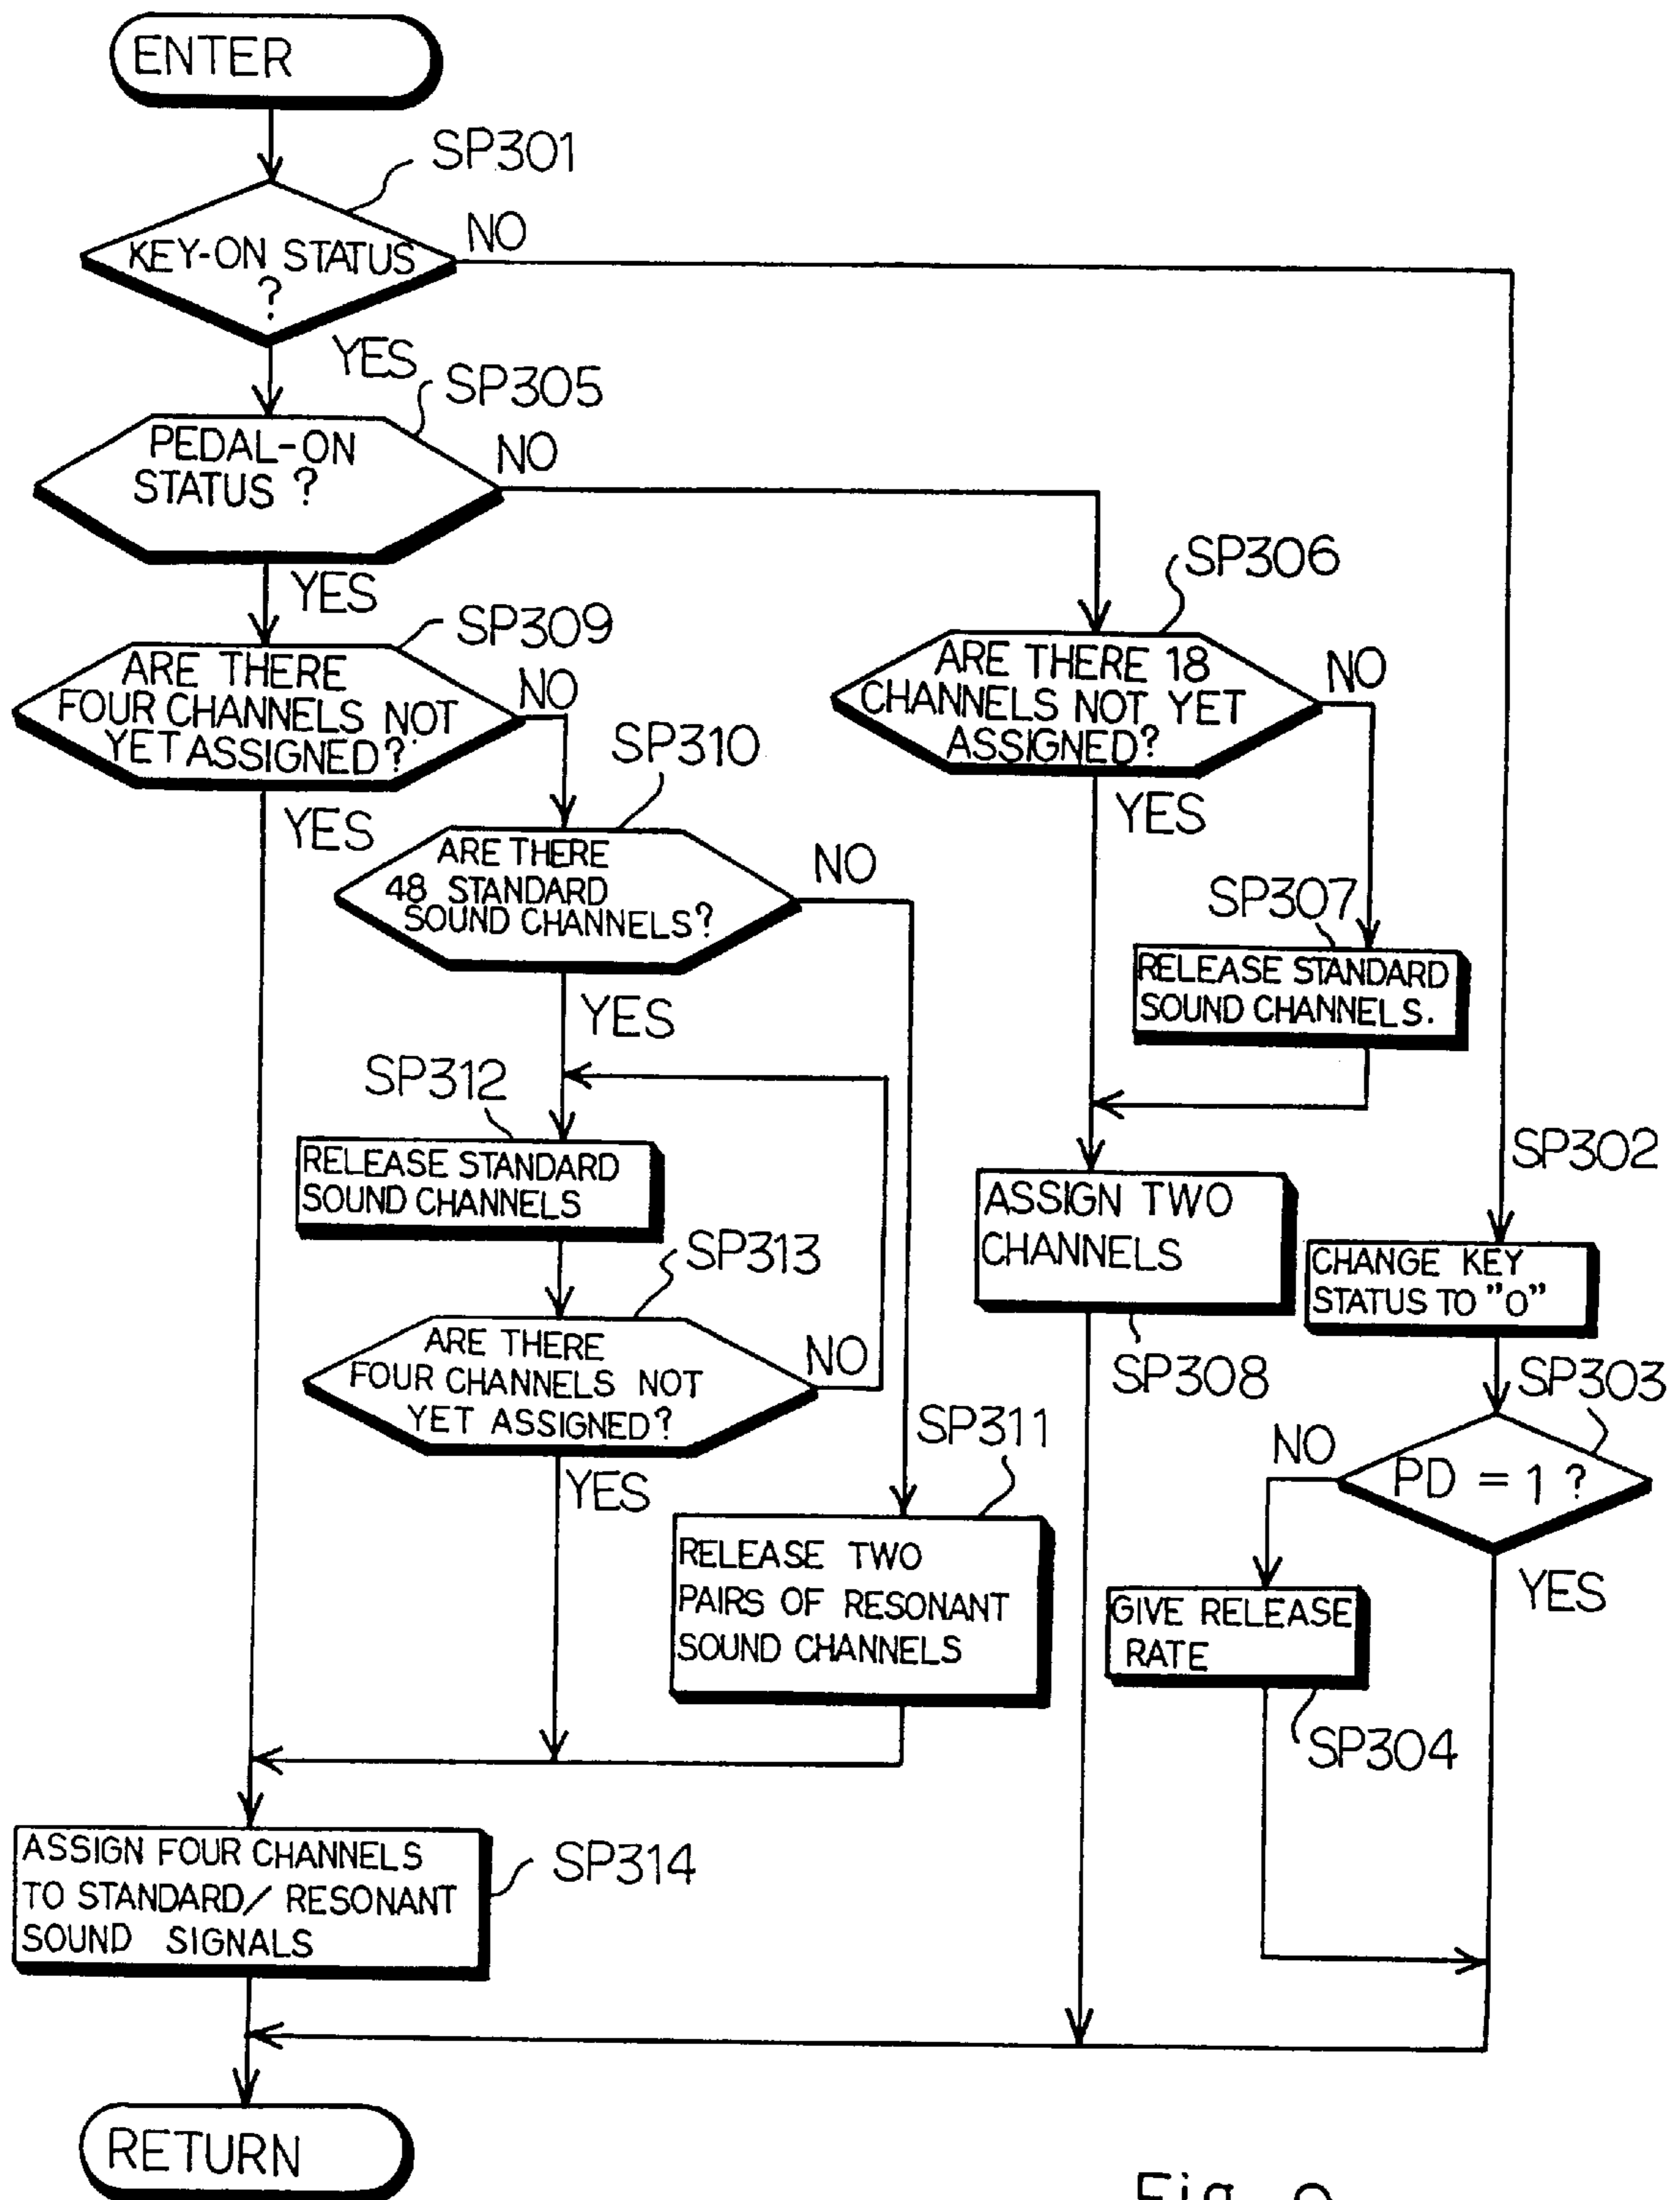 ENTER
SP301
KEY-ON STATUS
?
NO
YES
SP305
PEDAL-ON
STATUS ?
NO
YES
SP309
ARE THERE
FOUR CHANNELS NOT
YET ASSIGNED?
NO
YES
SP306
ARE THERE 18
CHANNELS NOT YET
ASSIGNED?
NO
YES
SP310
ARE THERE
48 STANDARD
SOUND CHANNELS?
NO
YES
SP307
RELEASE STANDARD
SOUND CHANNELS.
SP312
RELEASE STANDARD
SOUND CHANNELS
SP313
ARE THERE
FOUR CHANNELS NOT
YET ASSIGNED?
NO
YES
ASSIGN TWO
CHANNELS
SP308
SP302
CHANGE KEY
STATUS TO "0"
SP303
PD = 1 ?
NO
YES
SP311
RELEASE TWO
PAIRS OF RESONANT
SOUND CHANNELS
GIVE RELEASE
RATE
SP304
ASSIGN FOUR CHANNELS
TO STANDARD/ RESONANT
SOUND SIGNALS
SP314
RETURN
Fig.